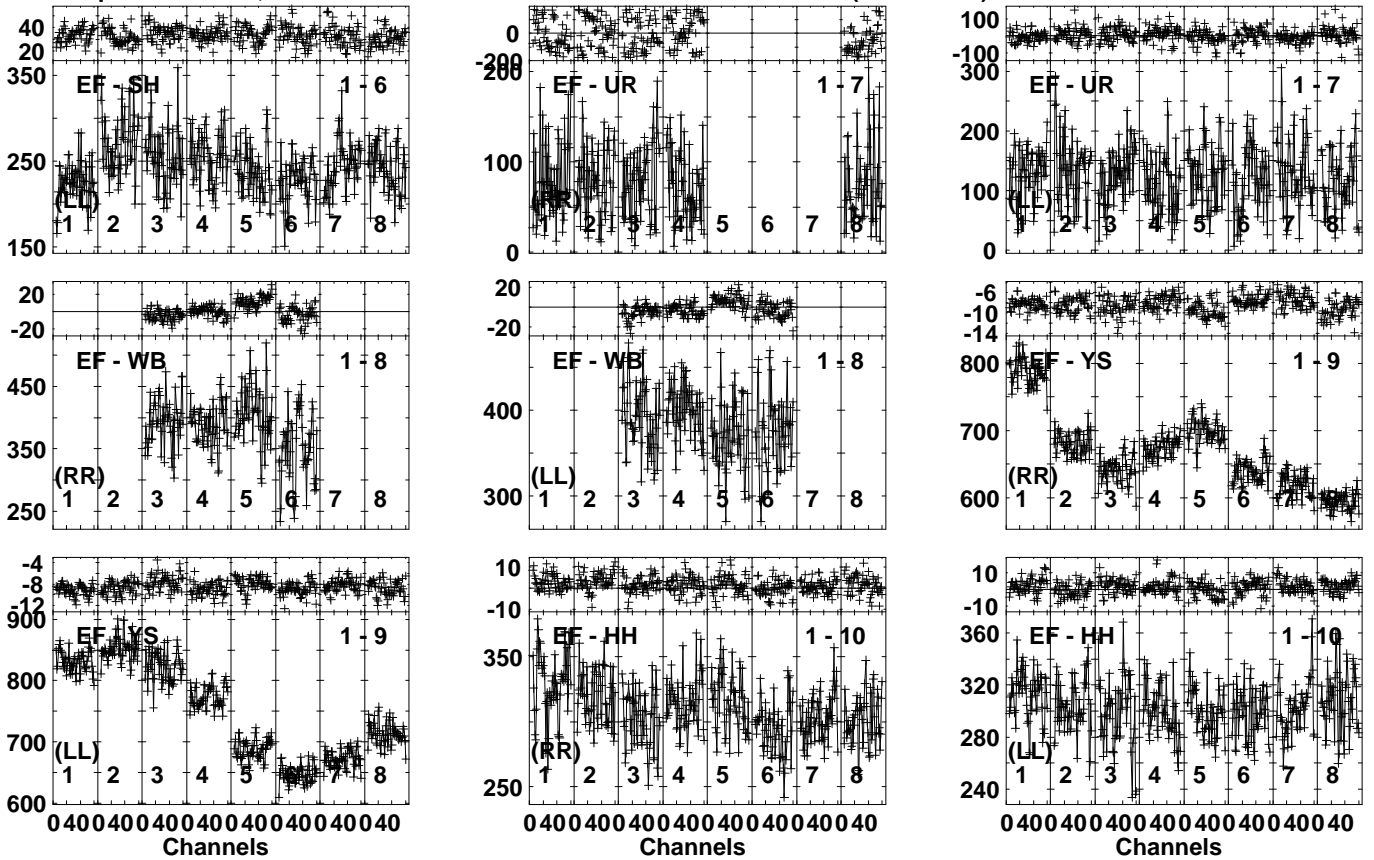 40
20
350
EF - SH 1 - 6
250
(LL)
1 2 3 4 5 6 7 8
150
0
-200
200
EF - UR 1 - 7
100
(RR)
1 2 3 4 5 6 7 8
0
100
-100
300
EF - UR 1 - 7
200
100
(LL)
1 2 3 4 5 6 7 8
0
20
-20
EF - WB 1 - 8
450
350
(RR)
1 2 3 4 5 6 7 8
250
20
-20
EF - WB 1 - 8
400
(LL)
1 2 3 4 5 6 7 8
300
-6
-10
-14
800
EF - YS 1 - 9
700
(RR)
1 2 3 4 5 6 7 8
600
-4
-8
-12
900
EF - YS 1 - 9
800
700
(LL)
1 2 3 4 5 6 7 8
600
0 40 0 40 0 40 0 40 0 40 0 40 0 40 0 40
Channels
10
-10
EF - HH 1 - 10
350
(RR)
1 2 3 4 5 6 7 8
250
0 40 0 40 0 40 0 40 0 40 0 40 0 40 0 40
Channels
10
-10
360
EF - HH 1 - 10
320
280
(LL)
1 2 3 4 5 6 7 8
240
0 40 0 40 0 40 0 40 0 40 0 40 0 40 0 40
Channels